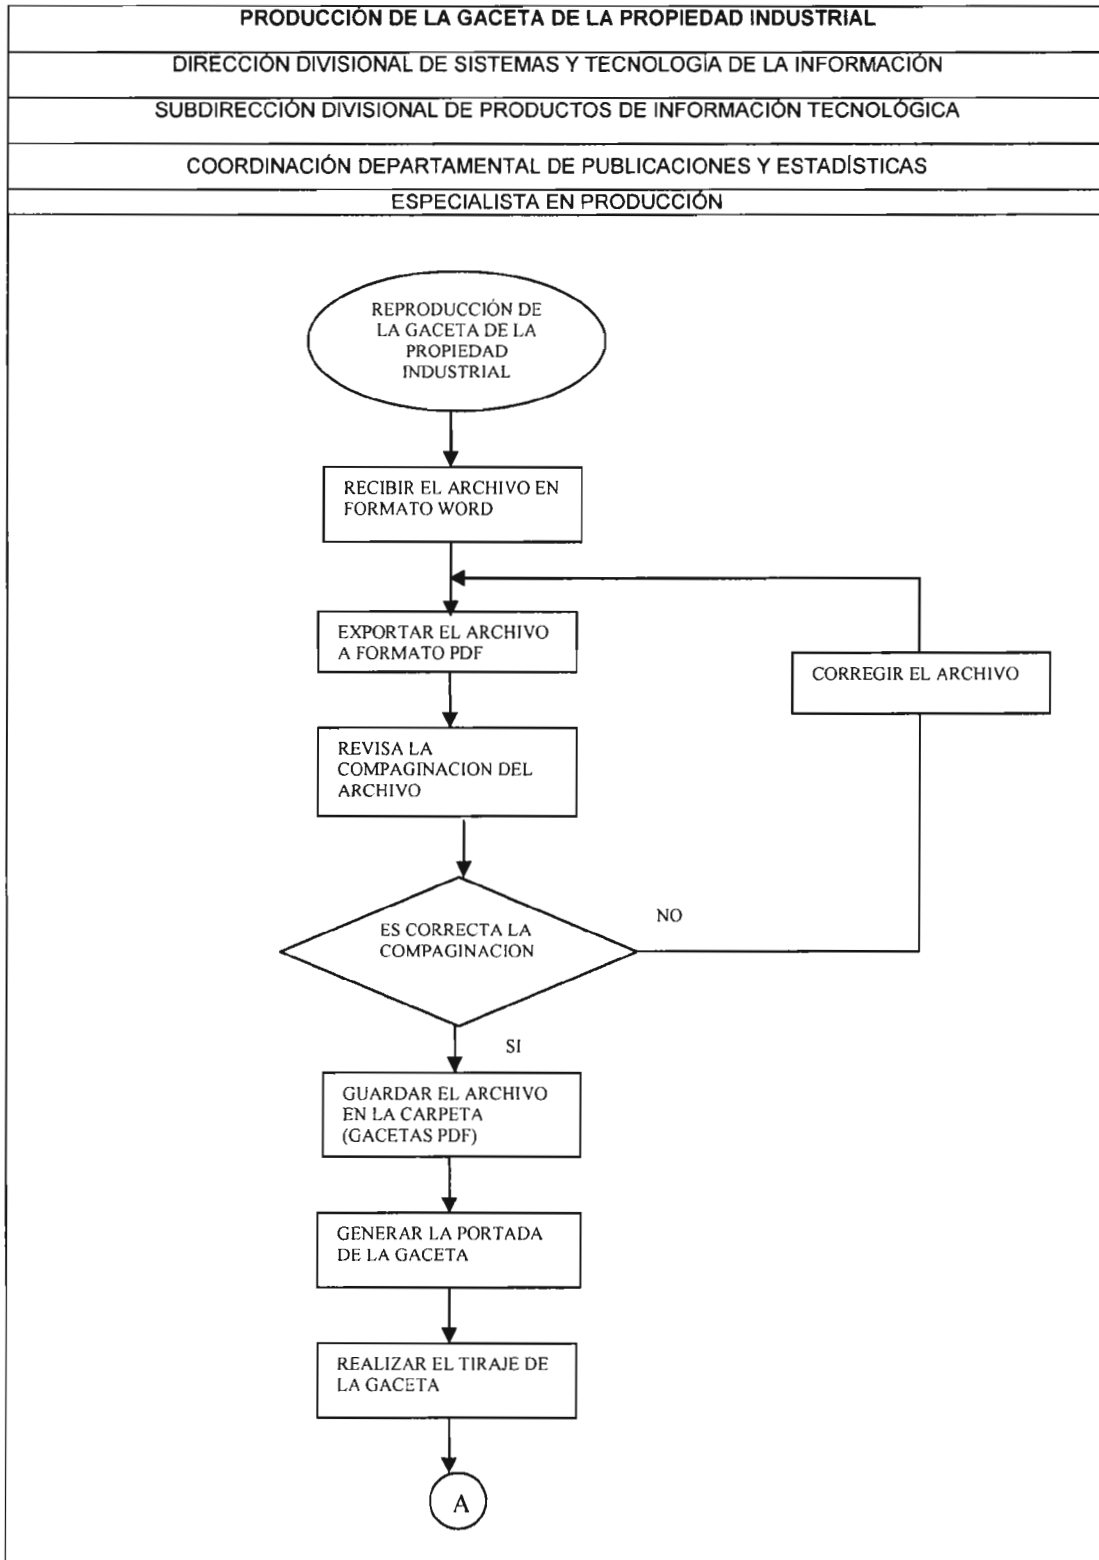 PRODUCCIÓN DE LA GACETA DE LA PROPIEDAD INDUSTRIAL
DIRECCIÓN DIVISIONAL DE SISTEMAS Y TECNOLOGÍA DE LA INFORMACIÓN
SUBDIRECCIÓN DIVISIONAL DE PRODUCTOS DE INFORMACIÓN TECNOLÓGICA
COORDINACIÓN DEPARTAMENTAL DE PUBLICACIONES Y ESTADÍSTICAS
ESPECIALISTA EN PRODUCCIÓN
REPRODUCCIÓN DE
LA GACETA DE LA
PROPIEDAD
INDUSTRIAL
RECIBIR EL ARCHIVO EN
FORMATO WORD
EXPORTAR EL ARCHIVO
A FORMATO PDF
CORREGIR EL ARCHIVO
REVISA LA
COMPAGINACION DEL
ARCHIVO
ES CORRECTA LA
COMPAGINACION
NO
SI
GUARDAR EL ARCHIVO
EN LA CARPETA
(GACETAS PDF)
GENERAR LA PORTADA
DE LA GACETA
REALIZAR EL TIRAJE DE
LA GACETA
A